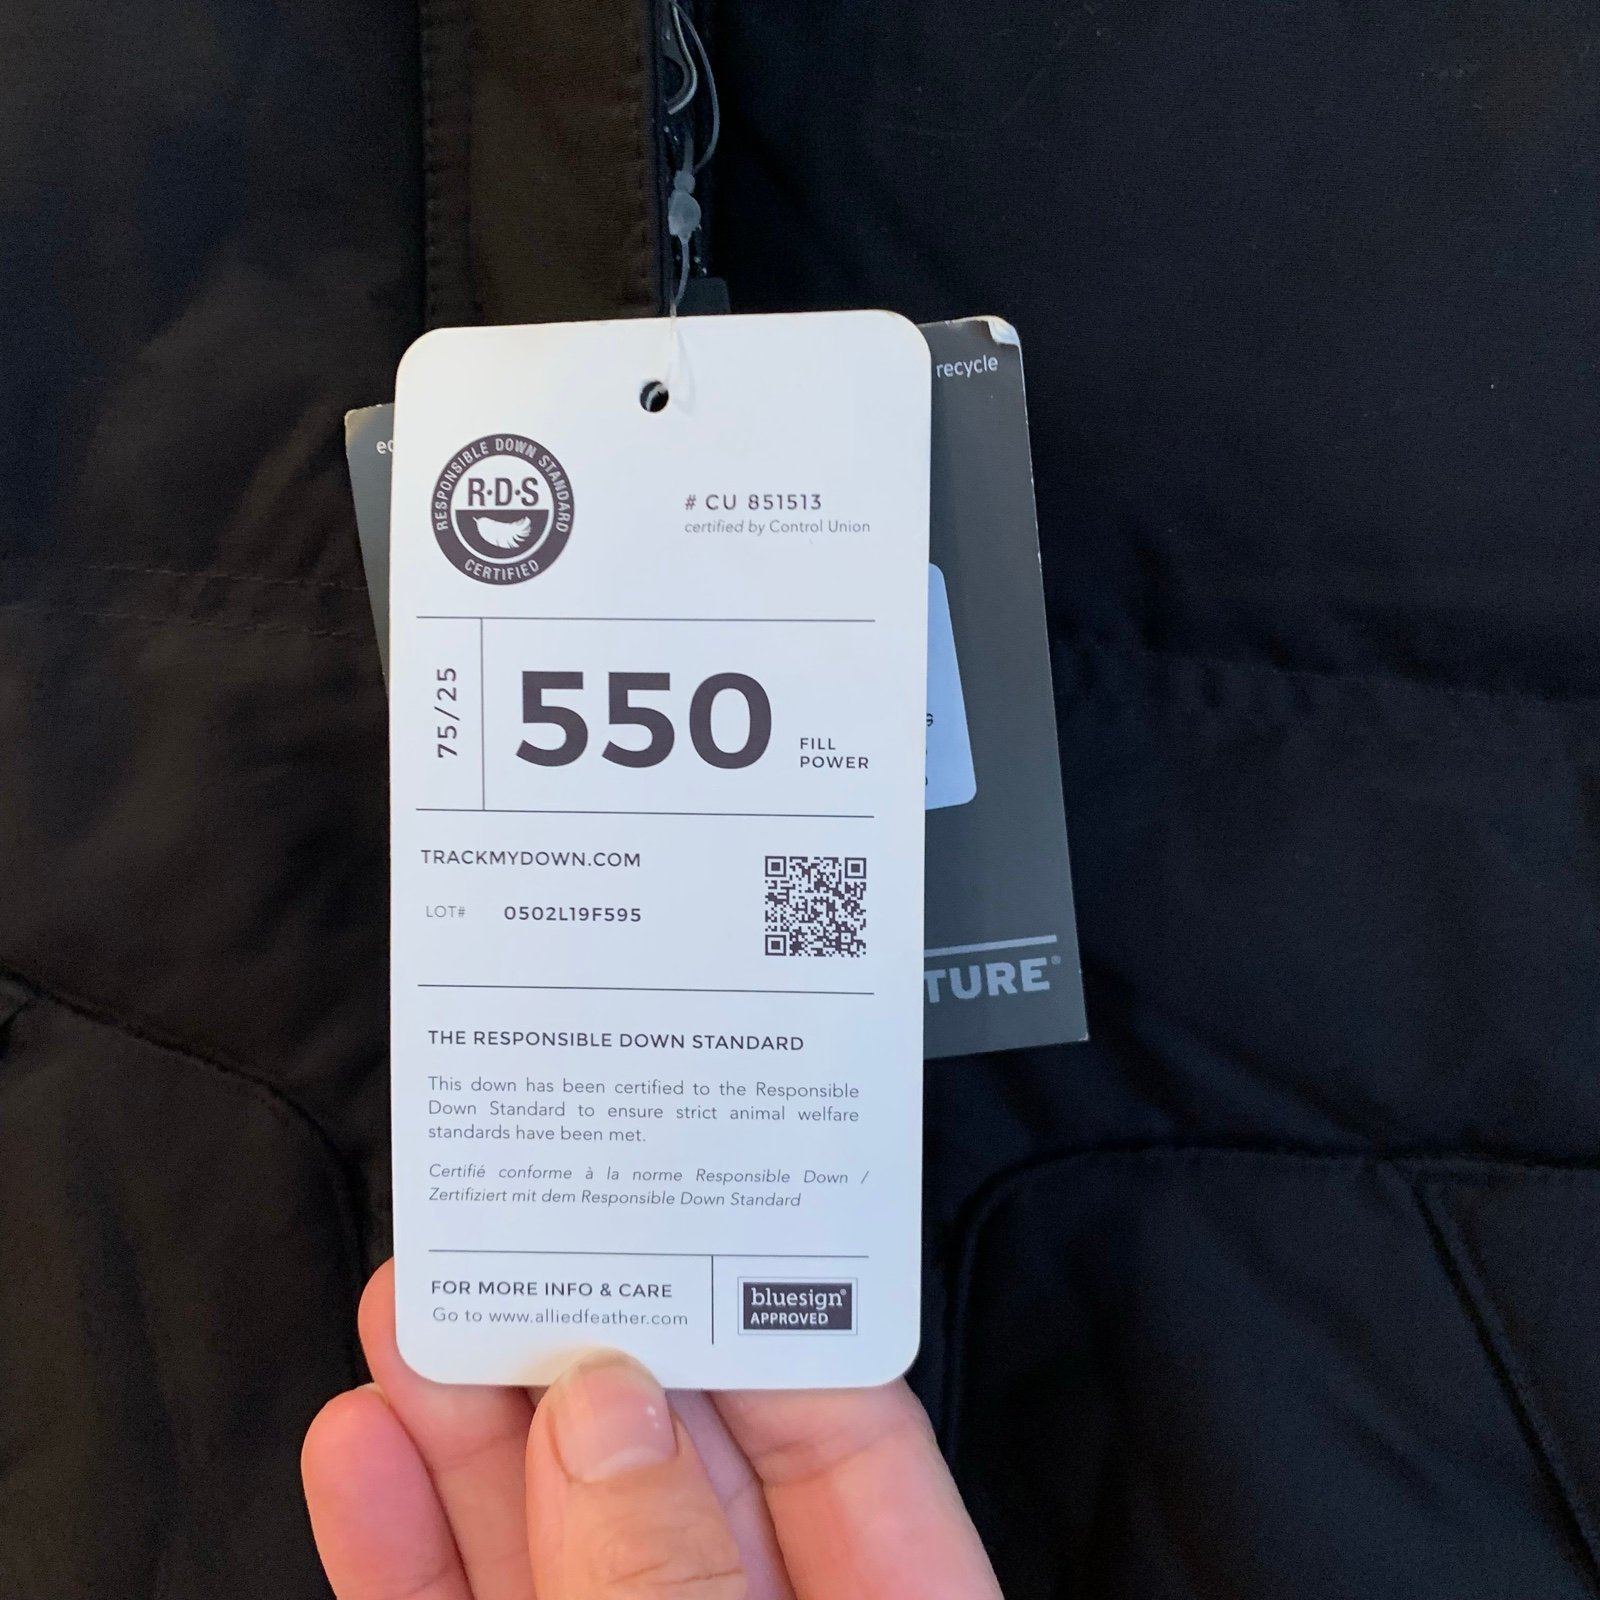 recycle
RESPONSIBLE DOWN STANDARD
R·D·S
CERTIFIED
# CU 851513
certified by Control Union
75/25
550
FILL
POWER
TRACKMYDOWN.COM
LOT# 0502L19F595
TURE®
THE RESPONSIBLE DOWN STANDARD
This down has been certified to the Responsible
Down Standard to ensure strict animal welfare
standards have been met.
Certifié conforme à la norme Responsible Down /
Zertifiziert mit dem Responsible Down Standard
FOR MORE INFO & CARE
Go to www.alliedfeather.com
bluesign®
APPROVED